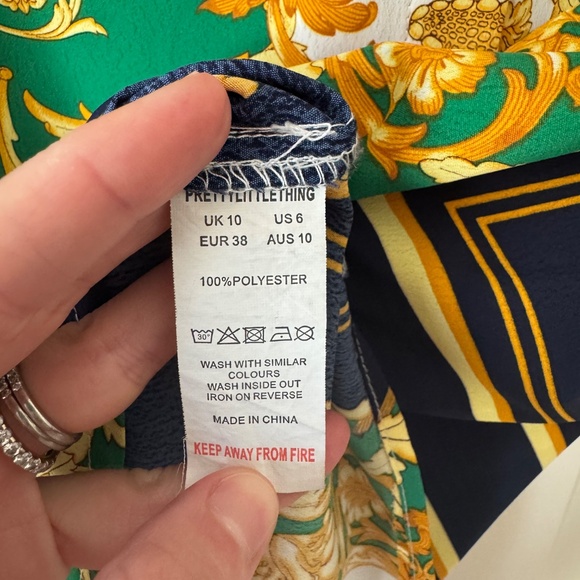 PRETTYLITTLETHING
UK 10 US 6
EUR 38 AUS 10
100%POLYESTER
30°
WASH WITH SIMILAR
COLOURS
WASH INSIDE OUT
IRON ON REVERSE
MADE IN CHINA
KEEP AWAY FROM FIRE